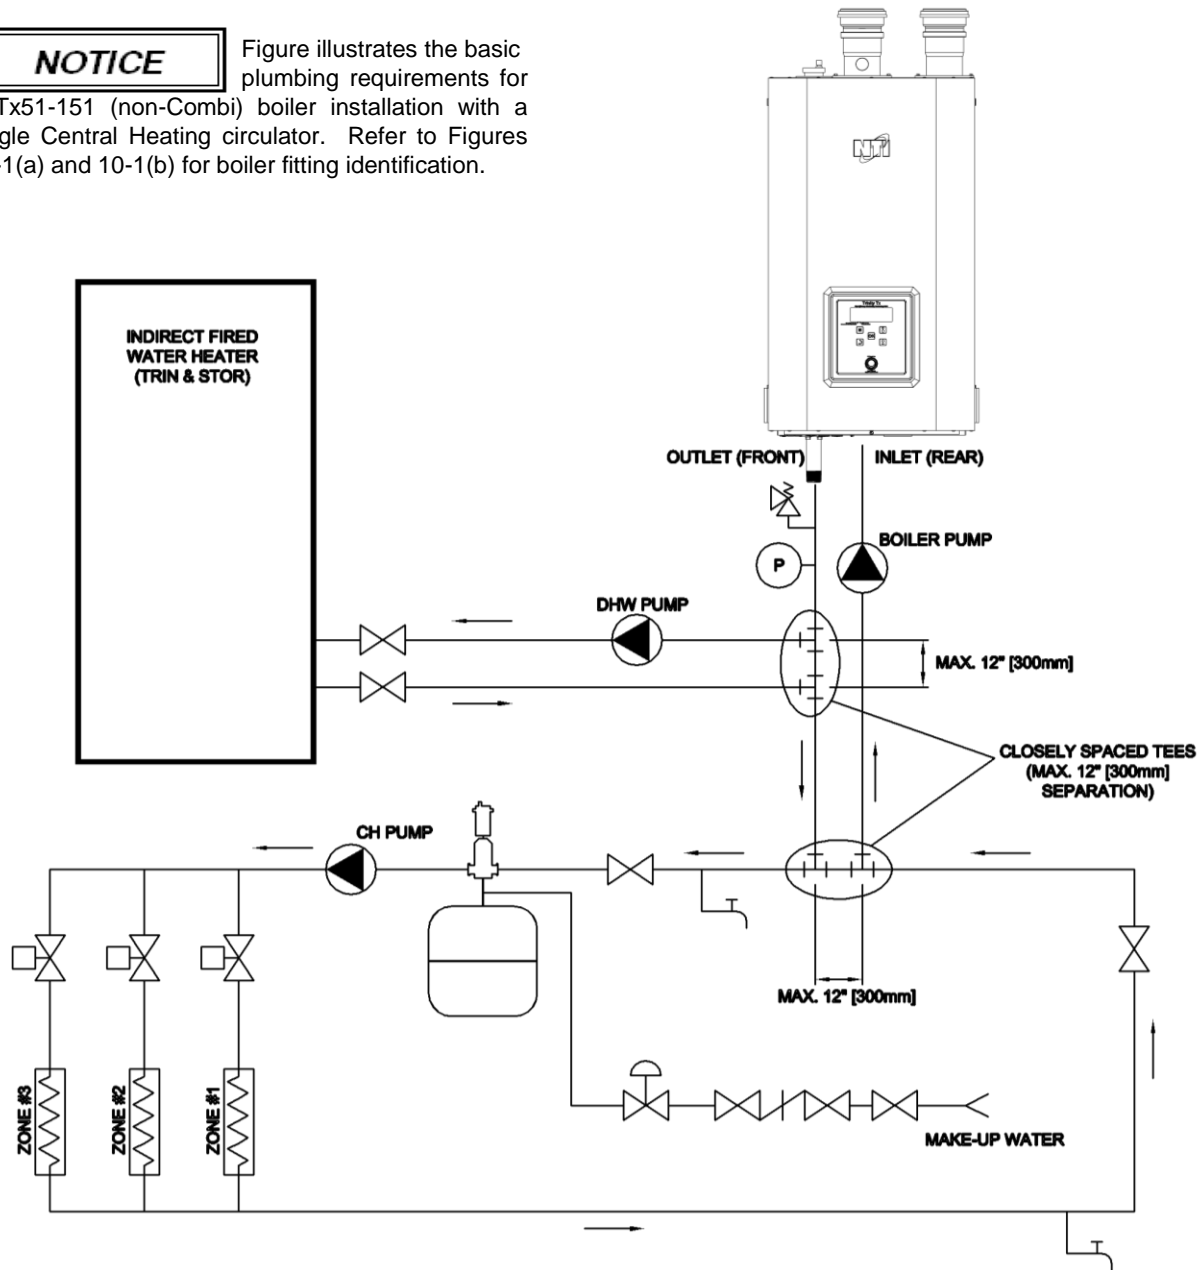 NOTICE
Figure illustrates the basic
plumbing requirements for
Tx51-151 (non-Combi) boiler installation with a
gle Central Heating circulator. Refer to Figures
-1(a) and 10-1(b) for boiler fitting identification.
NTI
INDIRECT FIRED
WATER HEATER
(TRIN & STOR)
Trinity Tx
OUTLET (FRONT)
INLET (REAR)
BOILER PUMP
P
DHW PUMP
MAX. 12" [300mm]
CLOSELY SPACED TEES
(MAX. 12" [300mm]
SEPARATION)
CH PUMP
MAX. 12" [300mm]
ZONE #3
ZONE #2
ZONE #1
MAKE-UP WATER